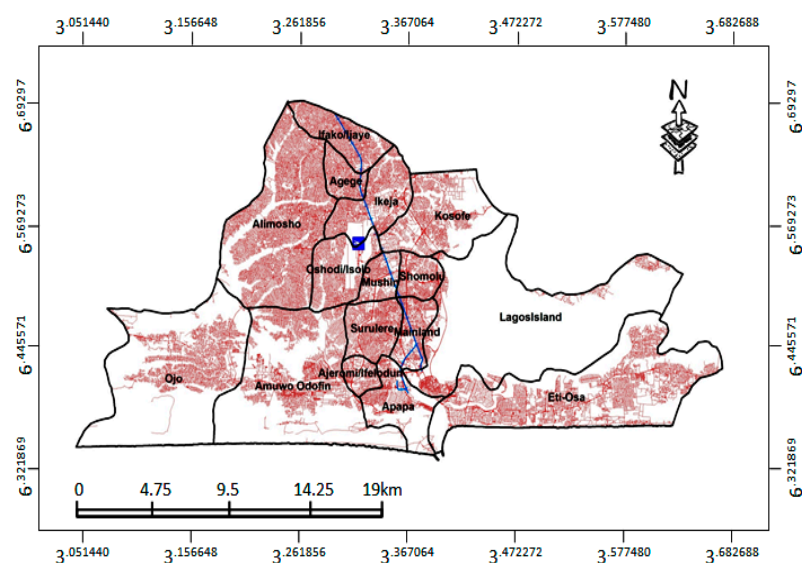 3.051440 3.156648 3.261856 3.367064 3.472272 3.577480 3.682688
6.69297
6.69297
N
Ifako/Ijaye
Agege
Ikeja
Kosofe
Alimosho
6.569273
6.569273
Oshodi/Isolo
Mushin
Shomolu
LagosIsland
Surulere
Mainland
6.445571
6.445571
Ojo
Ajeromi/Ifelodun
Amuwo Odofin
Eti-Osa
Apapa
6.321869
6.321869
0 4.75 9.5 14.25 19km
3.051440 3.156648 3.261856 3.367064 3.472272 3.577480 3.682688